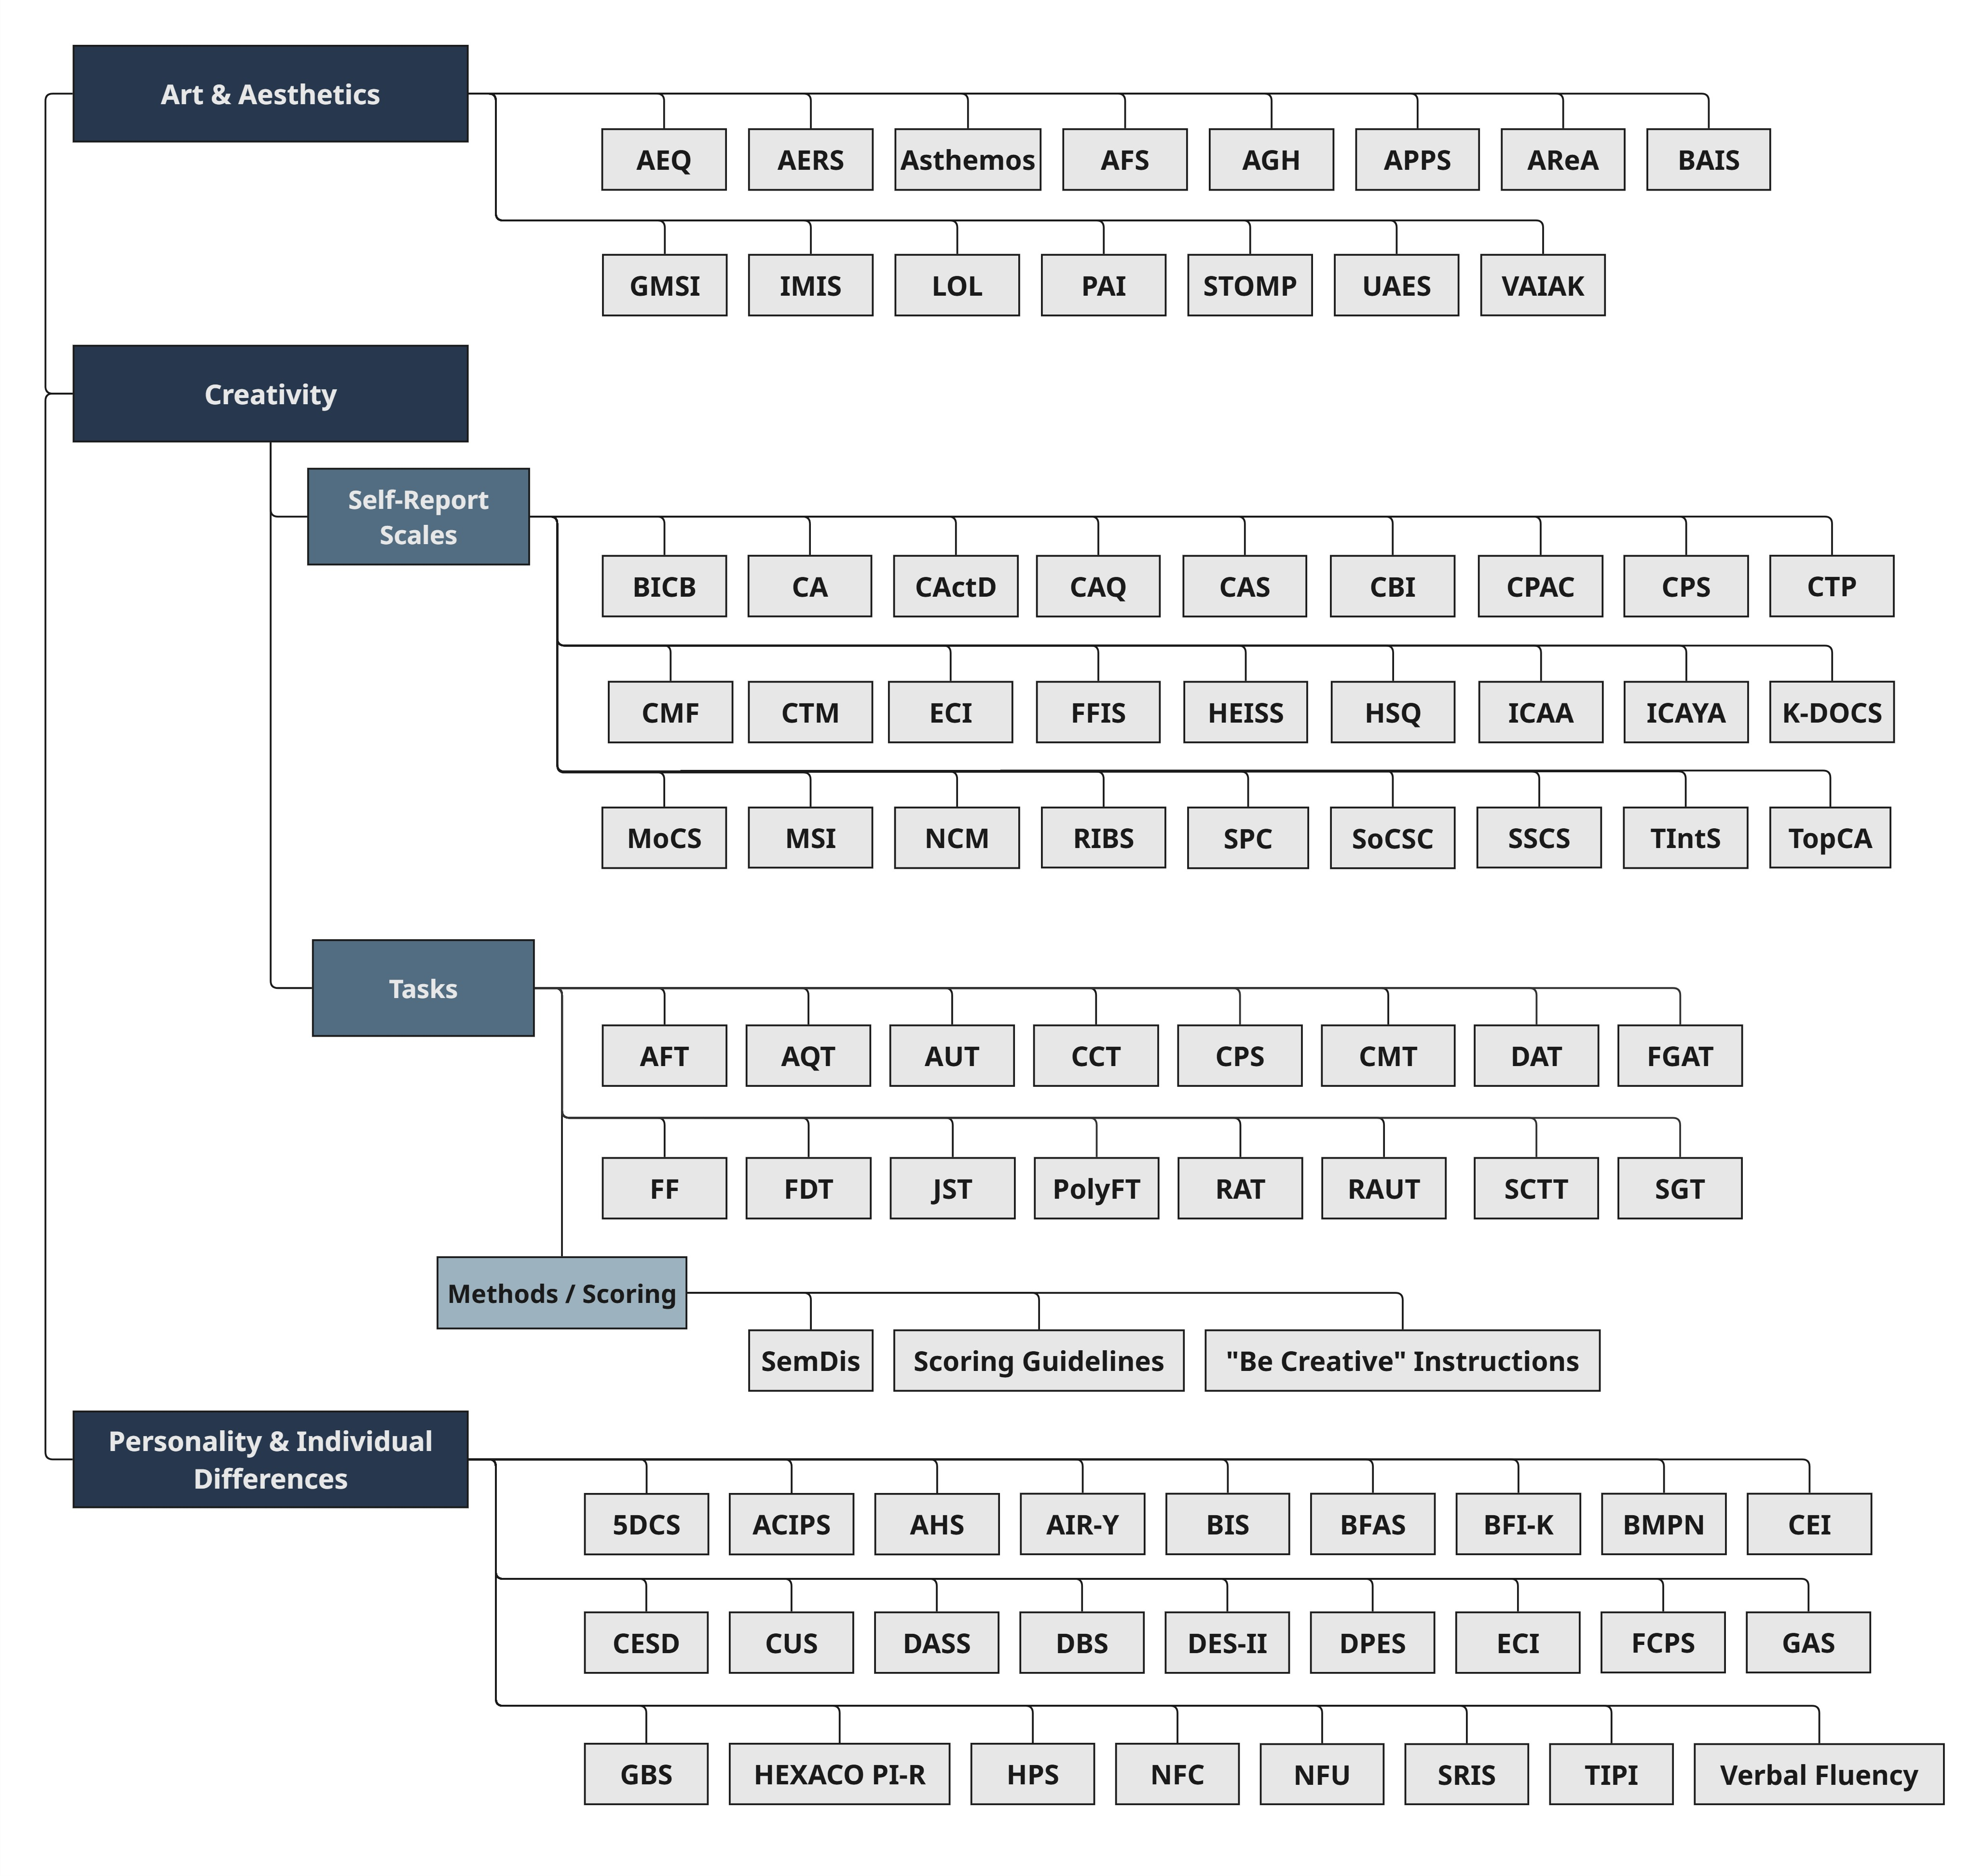 Art & Aesthetics
AEQ AERS Asthemos AFS AGH APPS AReA BAIS
GMSI IMIS LOL PAI STOMP UAES VAIAK
Creativity
Self-Report
Scales
BICB CA CActD CAQ CAS CBI CPAC CPS CTP
CMF CTM ECI FFIS HEISS HSQ ICAA ICAYA K-DOCS
MoCS MSI NCM RIBS SPC SoCSC SSCS TIntS TopCA
Tasks
AFT AQT AUT CCT CPS CMT DAT FGAT
FF FDT JST PolyFT RAT RAUT SCTT SGT
Methods / Scoring
SemDis Scoring Guidelines "Be Creative" Instructions
Personality & Individual
Differences
5DCS ACIPS AHS AIR-Y BIS BFAS BFI-K BMPN CEI
CESD CUS DASS DBS DES-II DPES ECI FCPS GAS
GBS HEXACO PI-R HPS NFC NFU SRIS TIPI Verbal Fluency